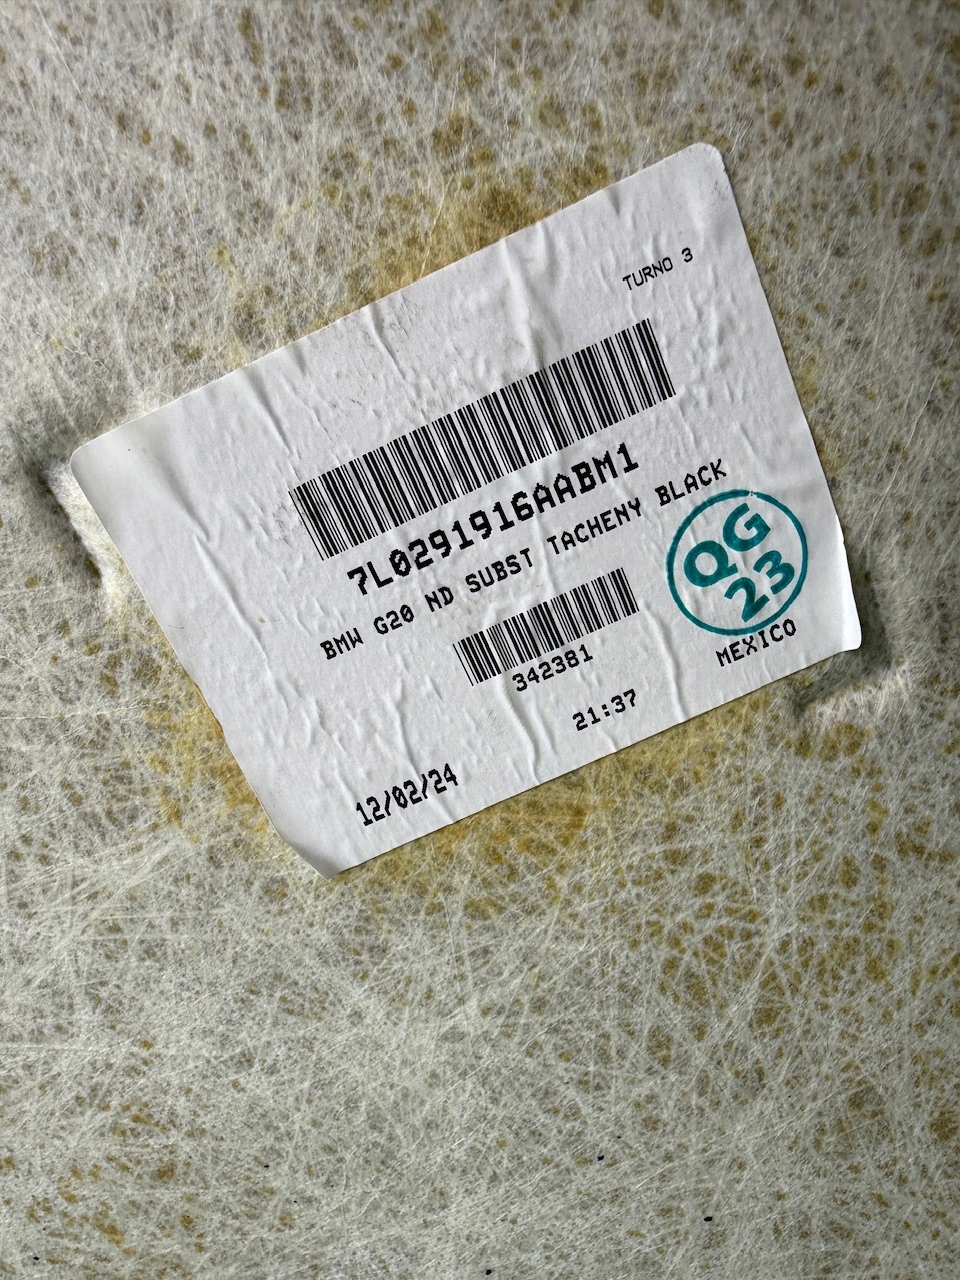 TURNO 3
7L0291916AABM1
BMW G20 ND SUBST TACHENY BLACK
QG
23
342381
MEXICO
21:37
12/02/24